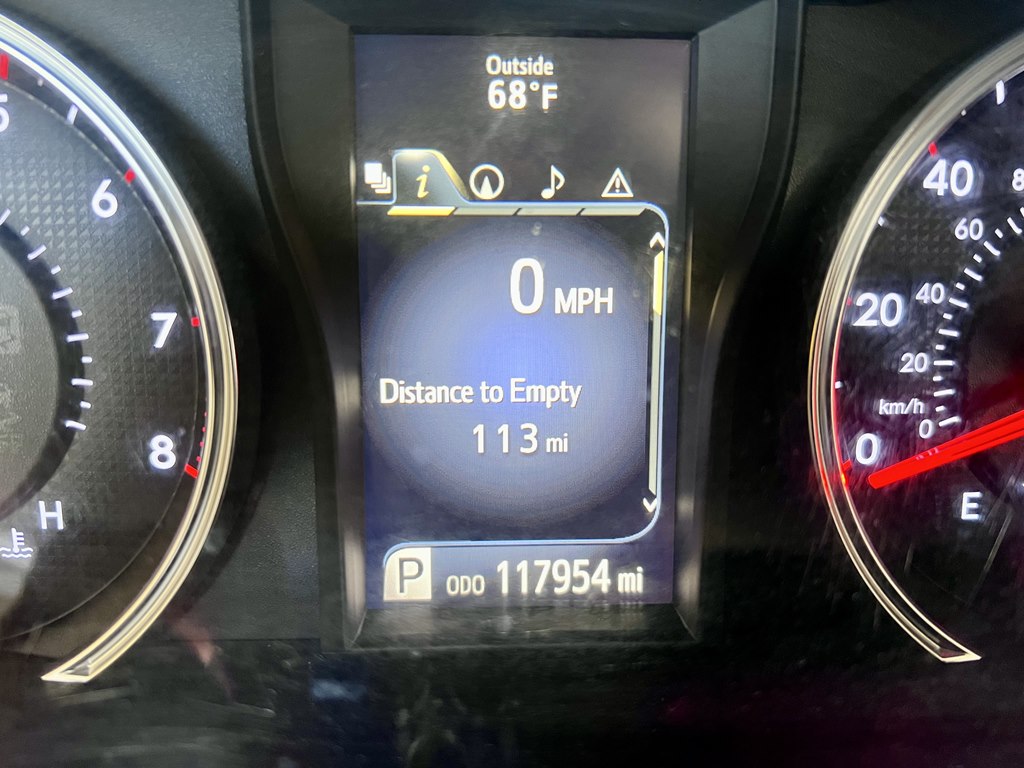 Outside
68°F
i
0 MPH
Distance to Empty
113 mi
P ODO 117954 mi
5
6
7
8
H
40
20
0
60
40
20
km/h
0
E